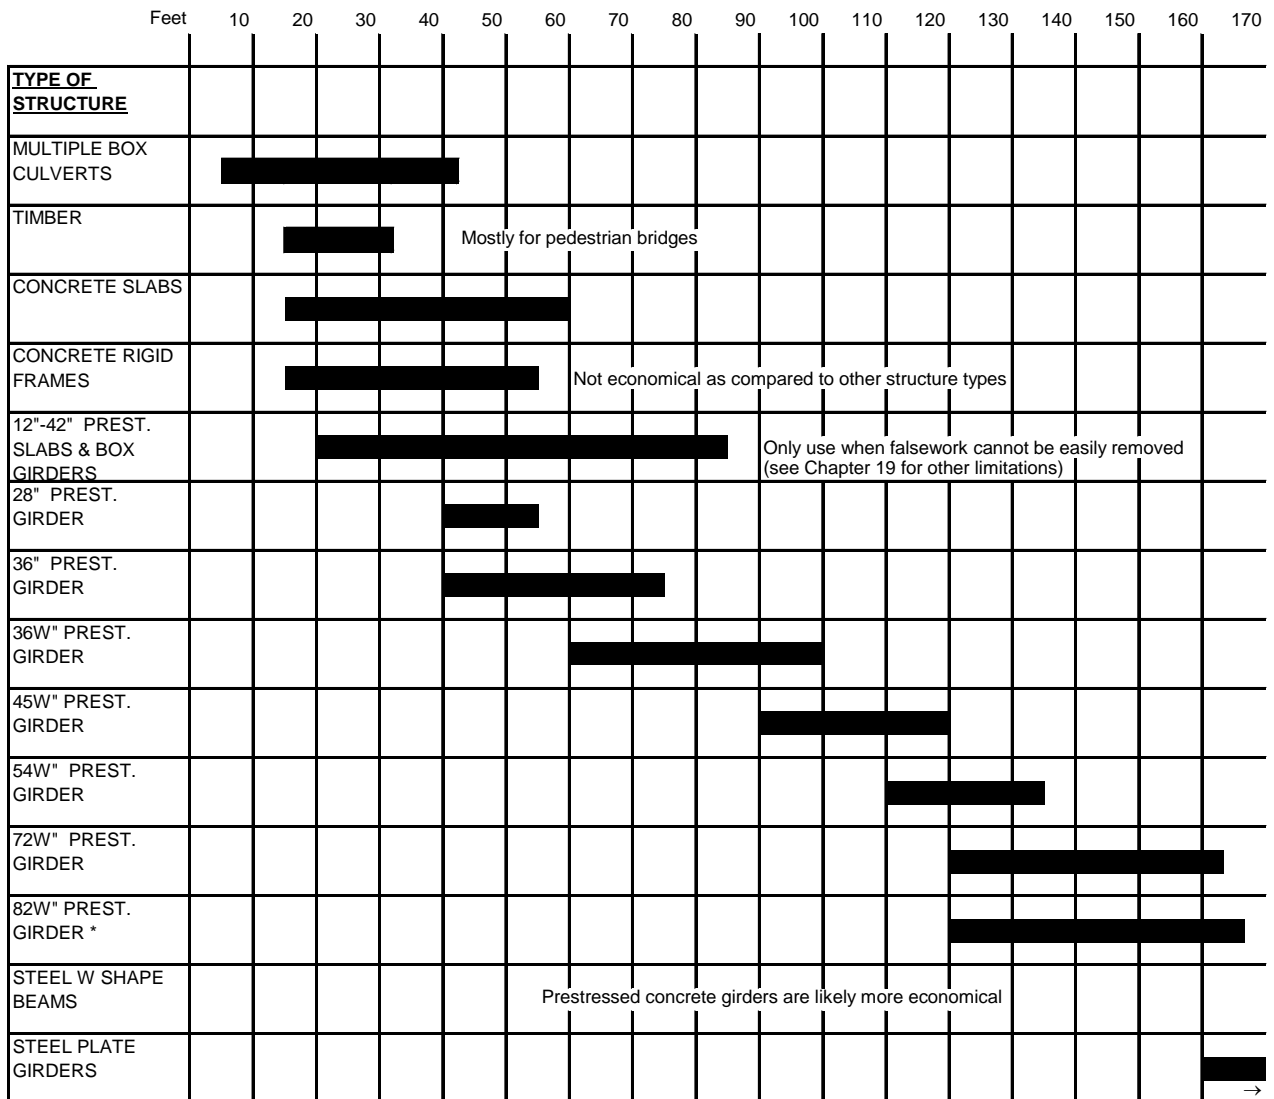 Feet 10 20 30 40 50 60 70 80 90 100 110 120 130 140 150 160 170
TYPE OF
STRUCTURE
MULTIPLE BOX
CULVERTS
TIMBER
Mostly for pedestrian bridges
CONCRETE SLABS
CONCRETE RIGID
FRAMES
Not economical as compared to other structure types
12"-42" PREST.
SLABS & BOX
GIRDERS
Only use when falsework cannot be easily removed
(see Chapter 19 for other limitations)
28" PREST.
GIRDER
36" PREST.
GIRDER
36W" PREST.
GIRDER
45W" PREST.
GIRDER
54W" PREST.
GIRDER
72W" PREST.
GIRDER
82W" PREST.
GIRDER *
STEEL W SHAPE
BEAMS
Prestressed concrete girders are likely more economical
STEEL PLATE
GIRDERS
→